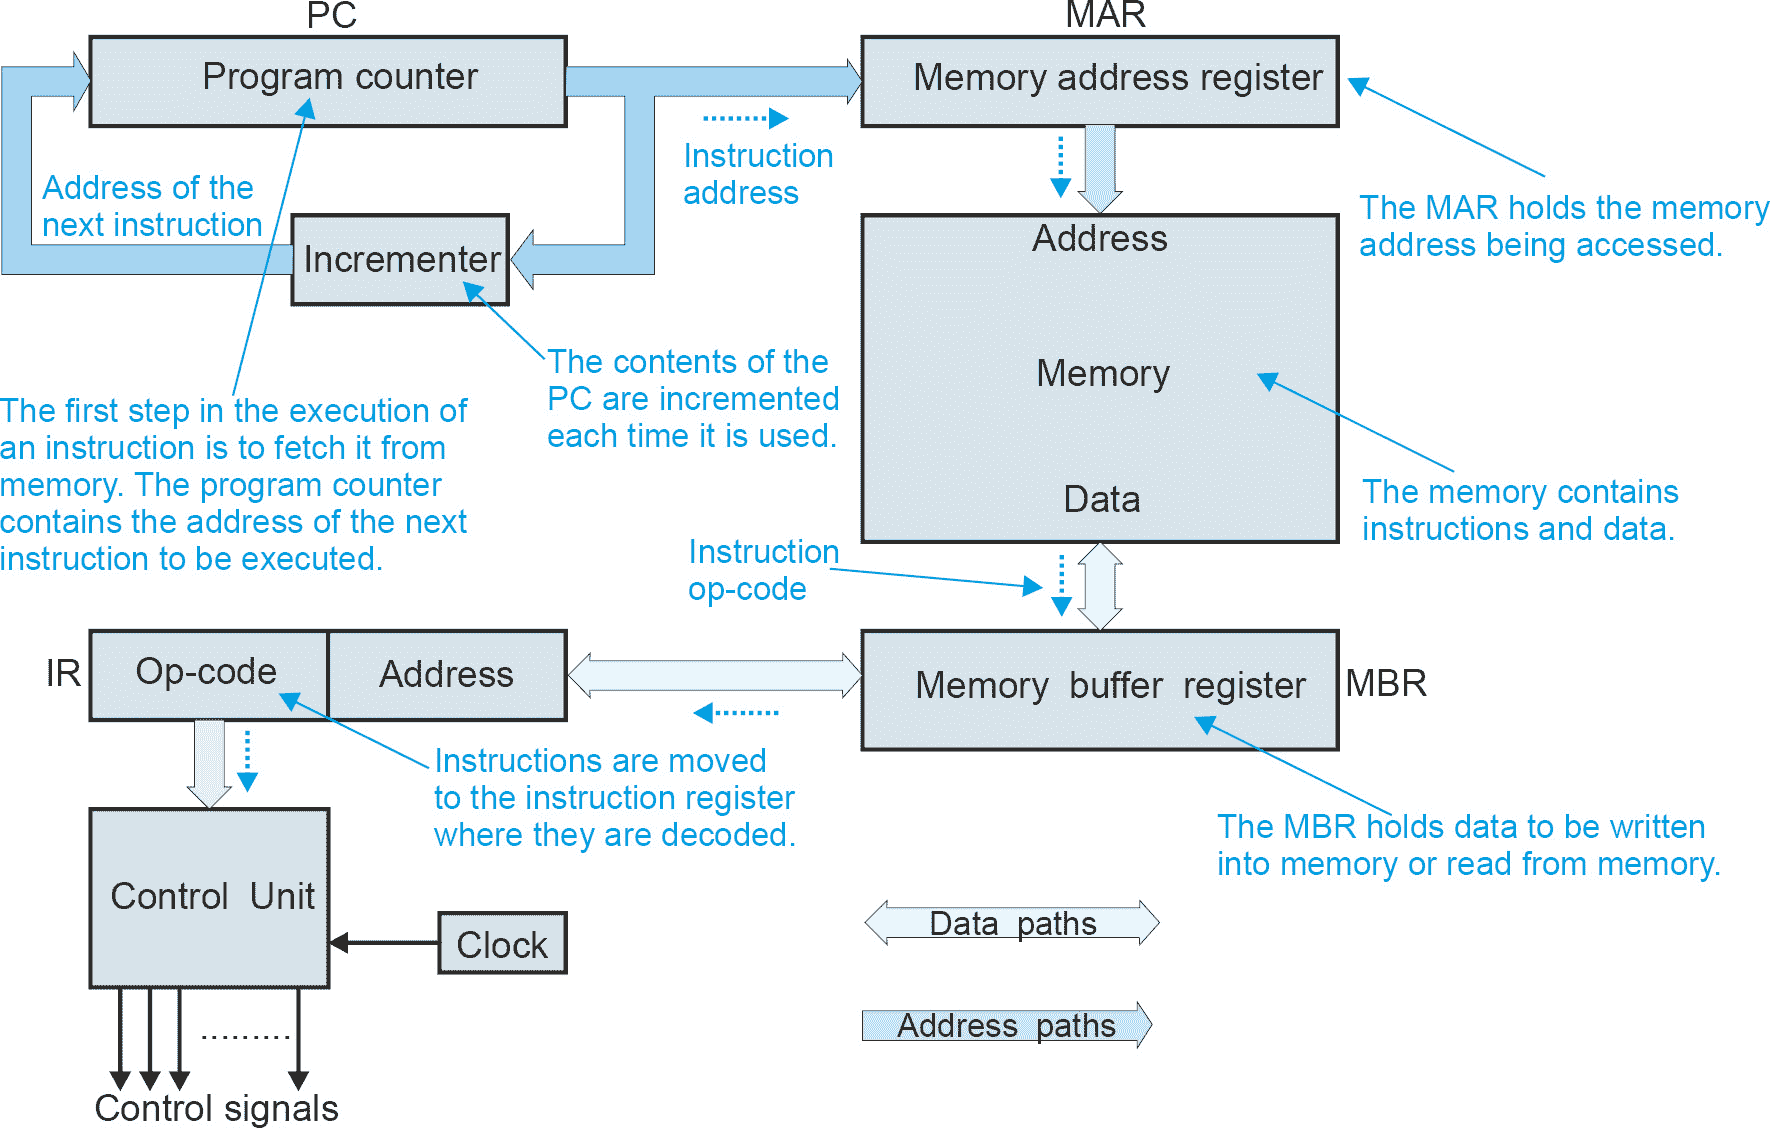 PC
MAR
Program counter
Memory address register
Instruction
address
Address of the
next instruction
The MAR holds the memory
address being accessed.
Incrementer
Address
The contents of the
PC are incremented
each time it is used.
Memory
The first step in the execution of
an instruction is to fetch it from
memory. The program counter
contains the address of the next
instruction to be executed.
Data
The memory contains
instructions and data.
Instruction
op-code
IR
Op-code
Address
Memory buffer register
MBR
Instructions are moved
to the instruction register
where they are decoded.
The MBR holds data to be written
into memory or read from memory.
Control Unit
Clock
Data paths
Address paths
Control signals